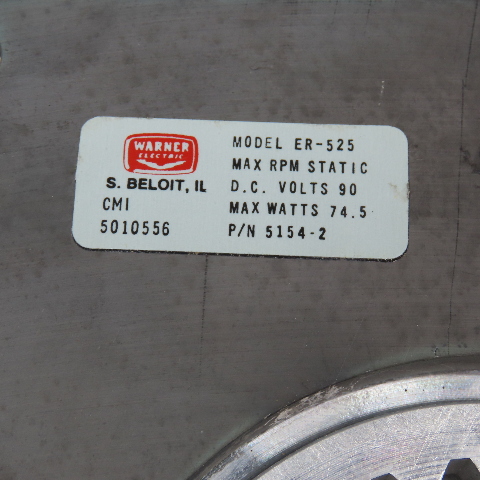 WARNER
ELECTRIC
S. BELOIT, IL
CMI
5010556
MODEL ER-525
MAX RPM STATIC
D.C. VOLTS 90
MAX WATTS 74.5
P/N 5154-2